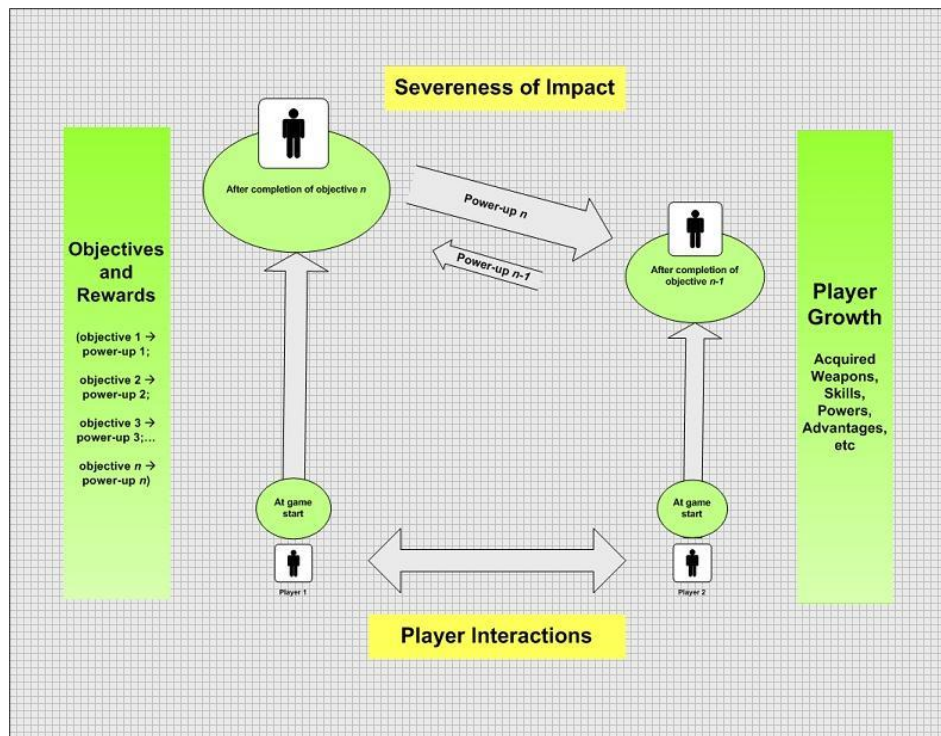 Severeness of Impact
Objectives
and
Rewards
(objective 1 →
power-up 1;
objective 2 →
power-up 2;
objective 3 →
power-up 3;...
objective n →
power-up n)
After completion of objective n
Power-up n
Power-up n-1
After completion of
objective n-1
Player
Growth
Acquired
Weapons,
Skills,
Powers,
Advantages,
etc
At game
start
Player 1
At game
start
Player 2
Player Interactions